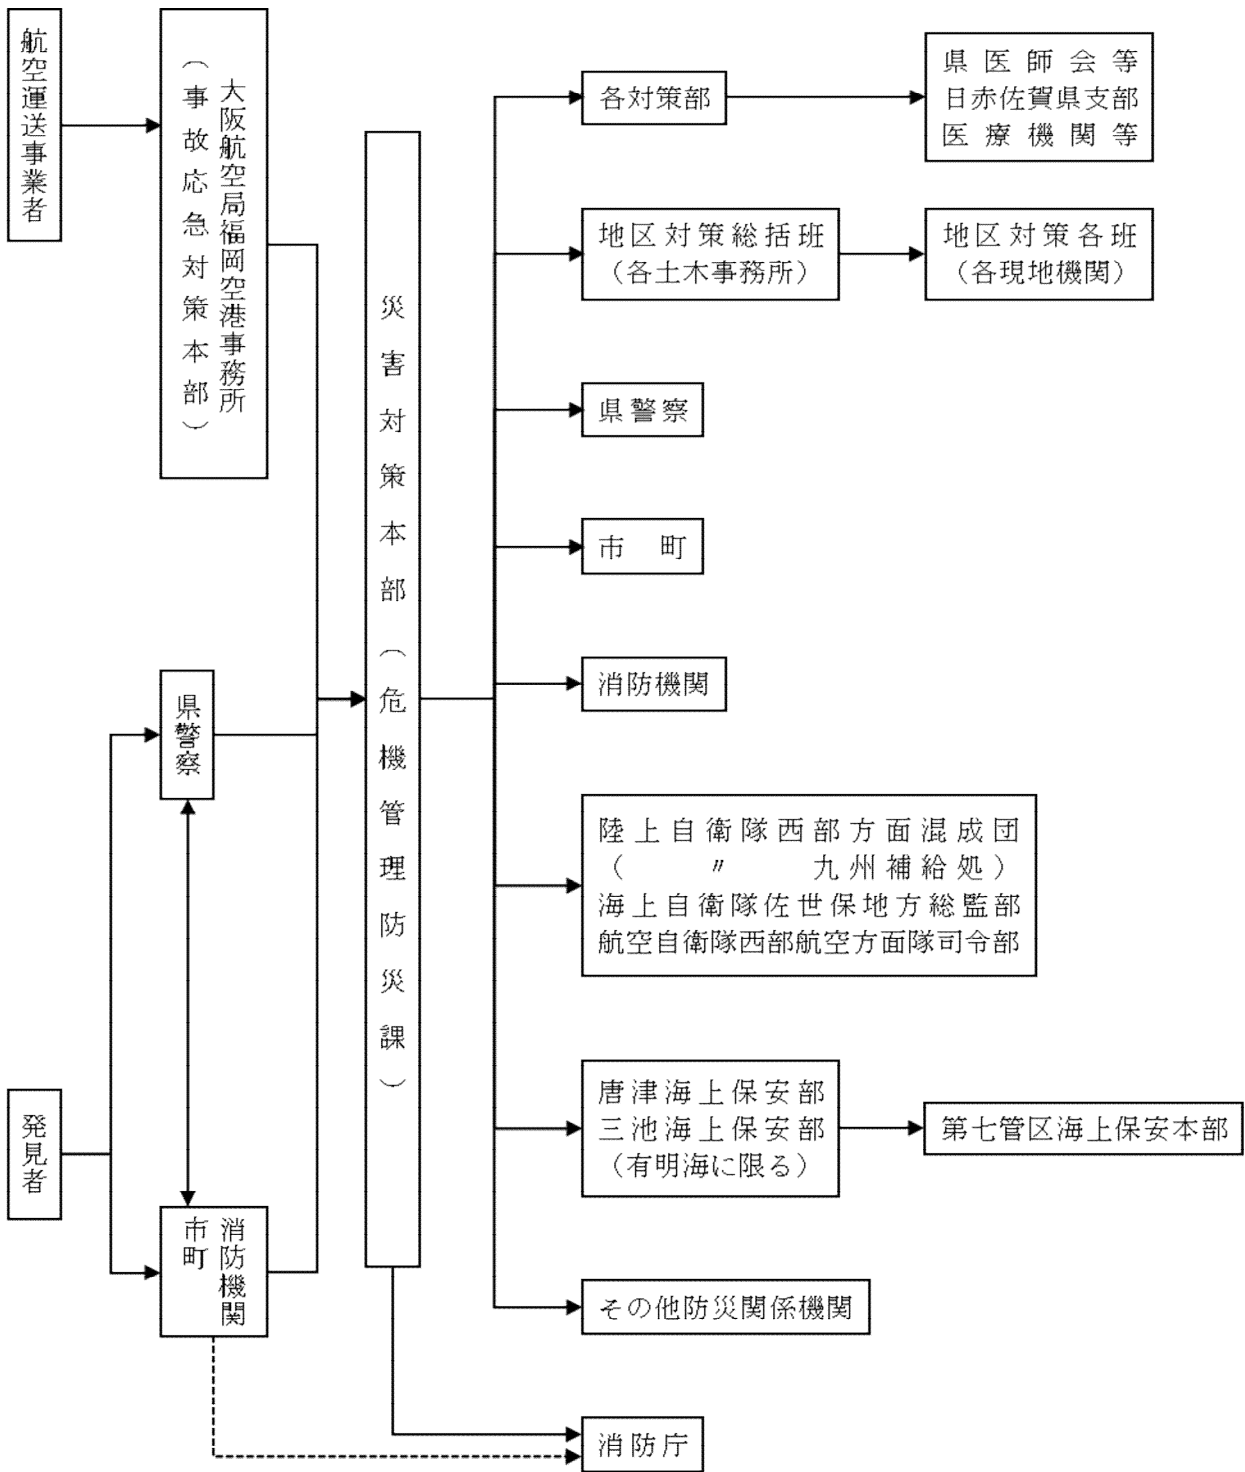 航空運送事業者
大阪航空局福岡空港事務所
（事故応急対策本部）
県警察
発見者
消防機関
市町
災害対策本部（危機管理防災課）
各対策部
県医師会等
日赤佐賀県支部
医療機関等
地区対策総括班
（各土木事務所）
地区対策各班
（各現地機関）
県警察
市　町
消防機関
陸上自衛隊西部方面混成団
（　　〃　　九州補給処）
海上自衛隊佐世保地方総監部
航空自衛隊西部航空方面隊司令部
唐津海上保安部
三池海上保安部
（有明海に限る）
第七管区海上保安本部
その他防災関係機関
消防庁